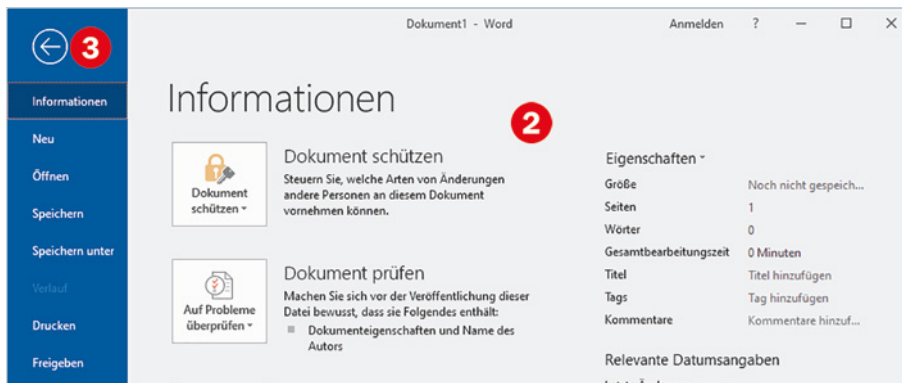 Dokument1 - Word
Anmelden ?
3
Informationen
Neu
Öffnen
Speichern
Speichern unter
Verlauf
Drucken
Freigeben
Informationen
2
Dokument
schützen
Dokument schützen
Steuern Sie, welche Arten von Änderungen
andere Personen an diesem Dokument
vornehmen können.
Auf Probleme
überprüfen
Dokument prüfen
Machen Sie sich vor der Veröffentlichung dieser
Datei bewusst, dass sie Folgendes enthält:
Dokumenteigenschaften und Name des
Autors
Eigenschaften
Größe Noch nicht gespeich...
Seiten 1
Wörter 0
Gesamtbearbeitungszeit 0 Minuten
Titel Titel hinzufügen
Tags Tag hinzufügen
Kommentare Kommentare hinzuf...
Relevante Datumsangaben